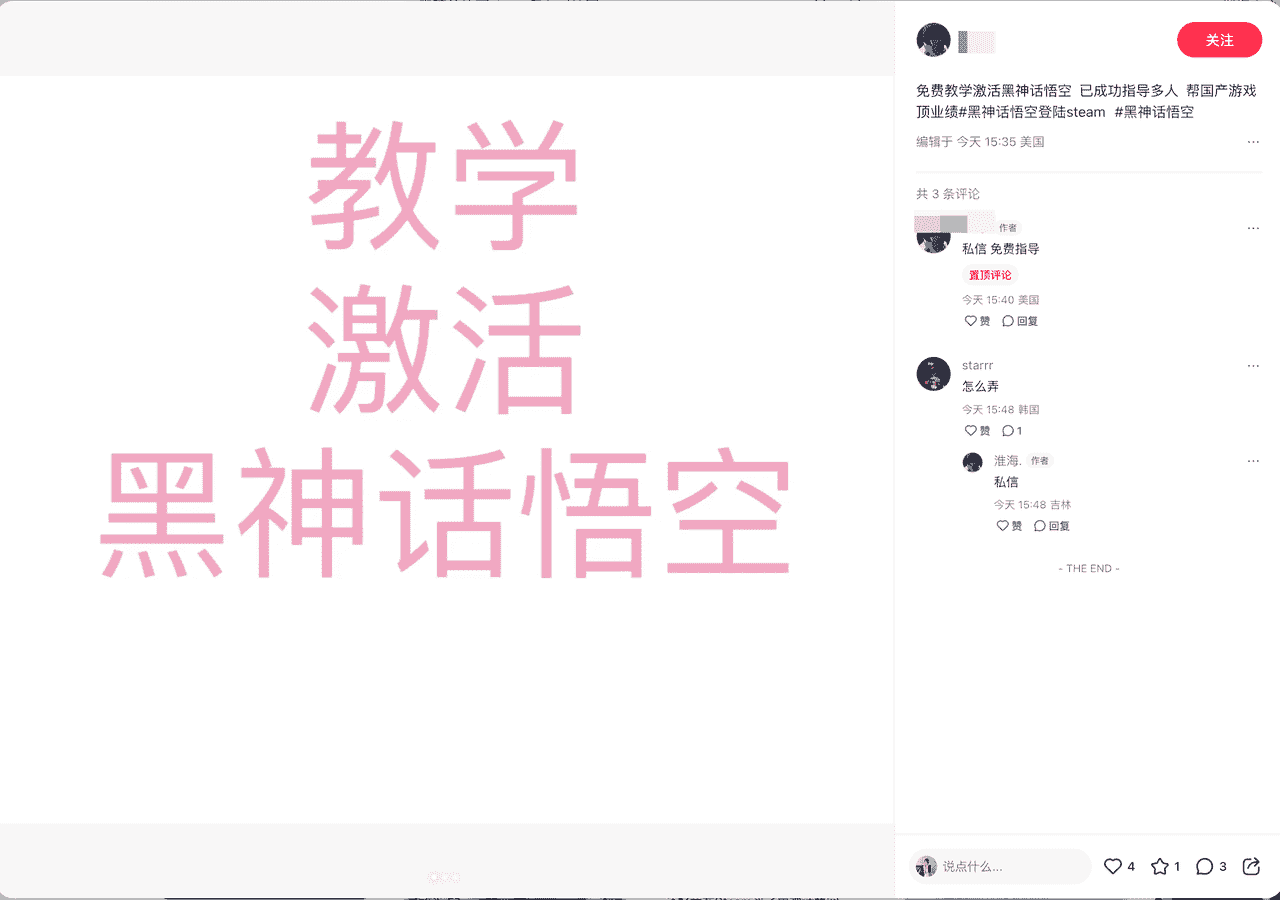 教学
激活
黑神话悟空
关注
免费教学激活黑神话悟空 已成功指导多人 帮国产游戏
顶业绩#黑神话悟空登陆steam #黑神话悟空
编辑于 今天 15:35 美国
共 3 条评论
作者
私信 免费指导
置顶评论
今天 15:40 美国
赞 回复
starrr
怎么弄
今天 15:48 韩国
赞 1
淮海. 作者
私信
今天 15:48 吉林
赞 回复
- THE END -
说点什么... 4 1 3